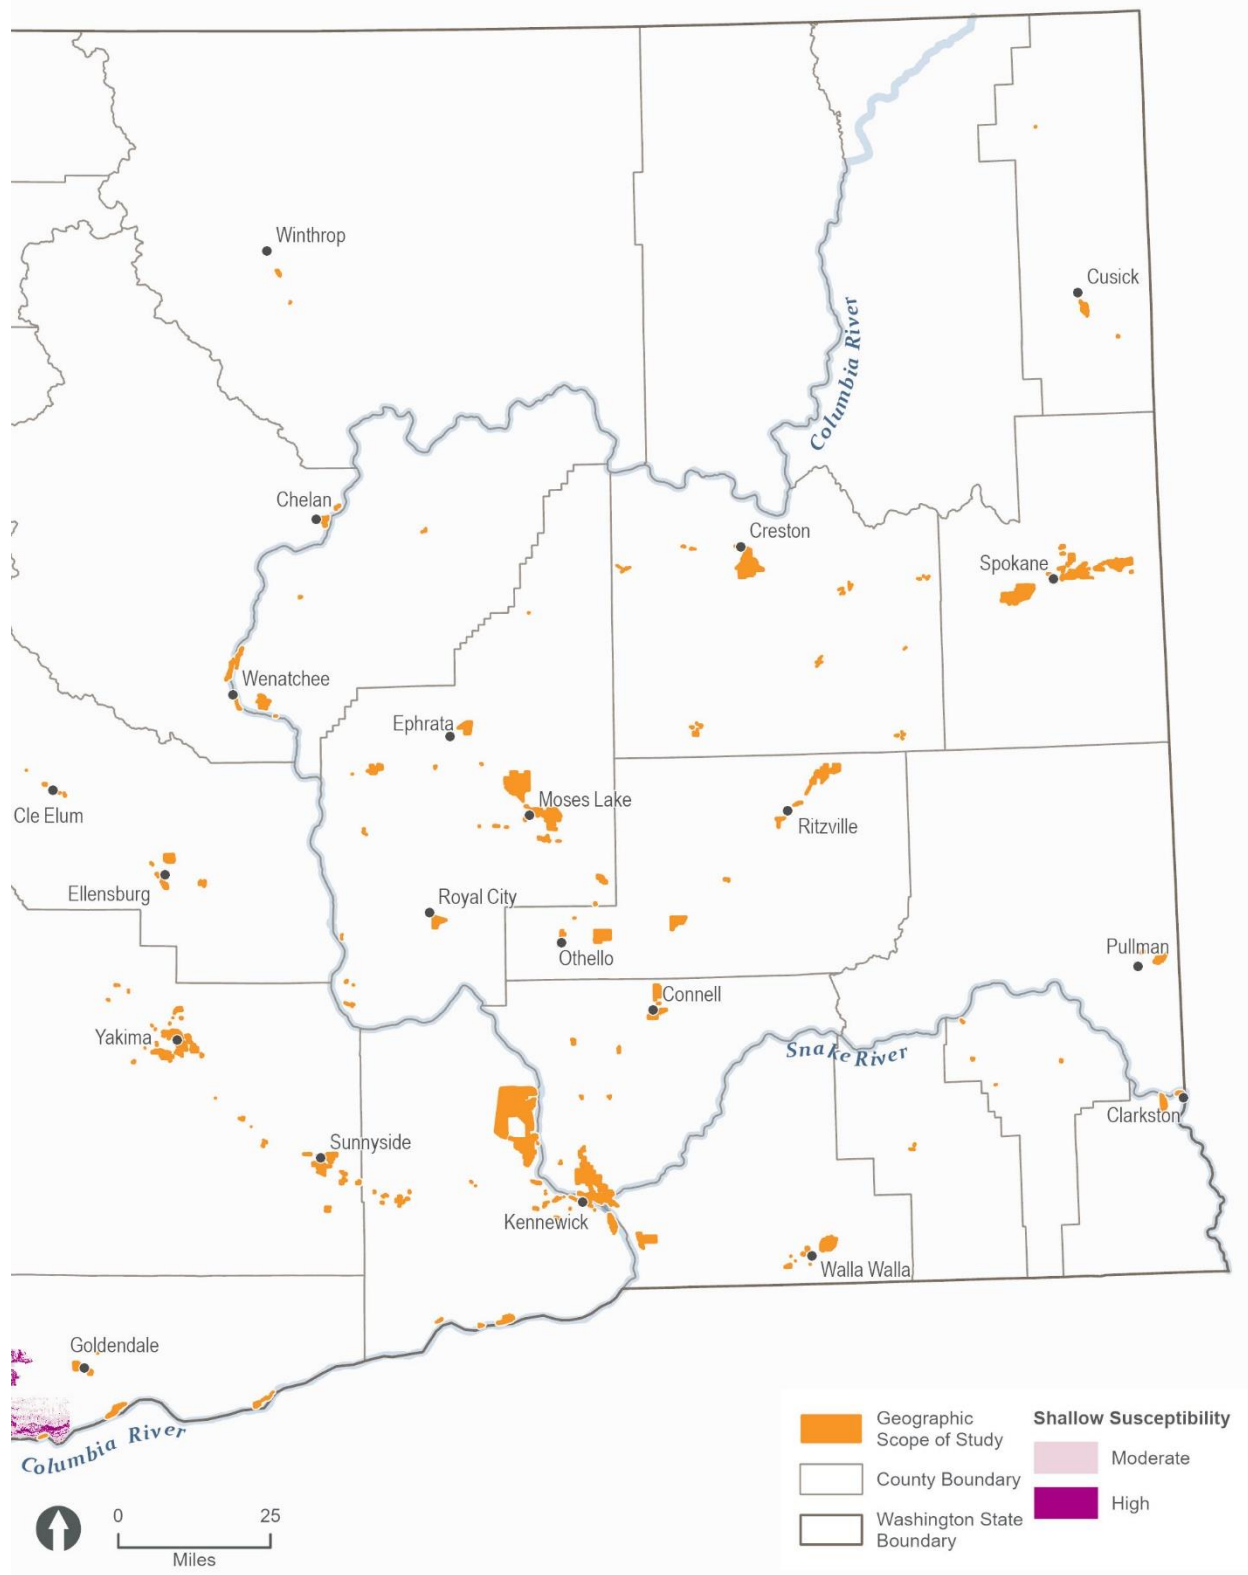 Winthrop
Cusick
Columbia River
Chelan
Creston
Spokane
Wenatchee
Ephrata
Moses Lake
Cle Elum
Ritzville
Ellensburg
Royal City
Othello
Pullman
Connell
Yakima
Snake River
Clarkston
Sunnyside
Kennewick
Walla Walla
Goldendale
Columbia River
Geographic
Scope of Study
County Boundary
Washington State
Boundary
Shallow Susceptibility
Moderate
High
0 25
Miles